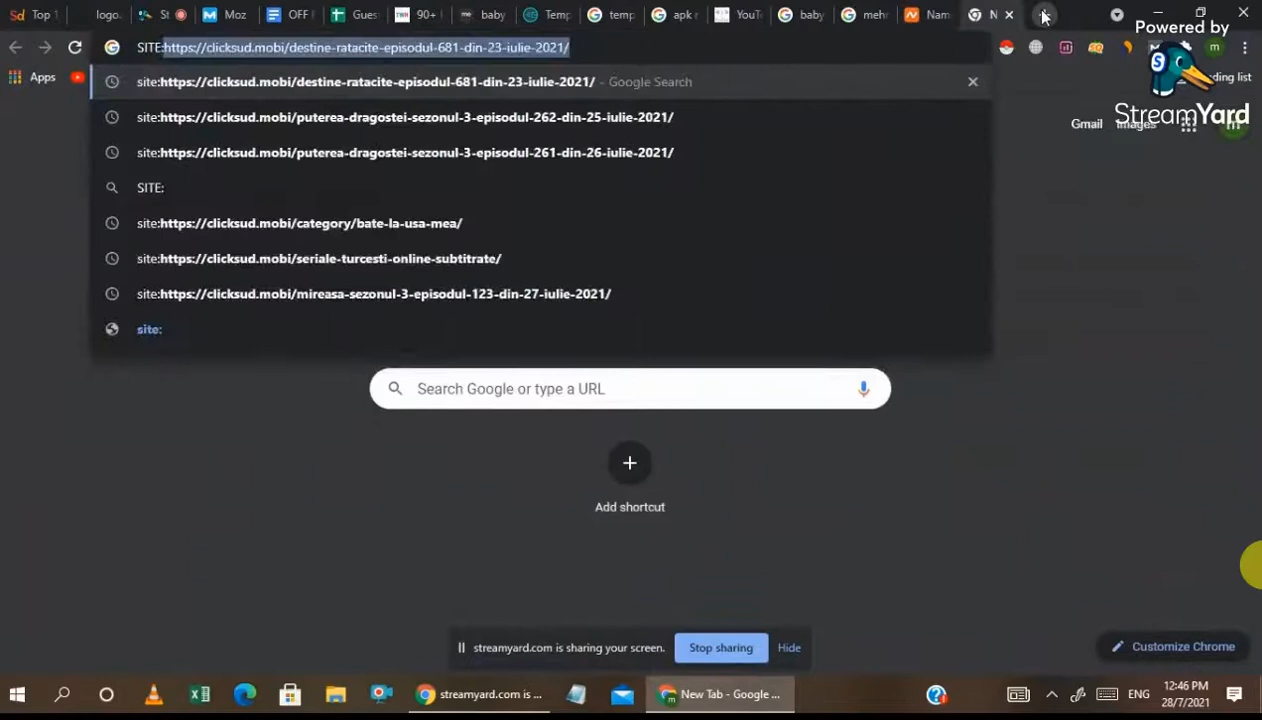 Top 1
logo.
St
Moz
OFF
Gues
90+
baby
Temp
temp
apk
YouT
baby
meh
Nam
N
Powered by
StreamYard
SITE:https://clicksud.mobi/destine-ratacite-episodul-681-din-23-iulie-2021/
Apps
site:https://clicksud.mobi/destine-ratacite-episodul-681-din-23-iulie-2021/ - Google Search
site:https://clicksud.mobi/puterea-dragostei-sezonul-3-episodul-262-din-25-iulie-2021/
site:https://clicksud.mobi/puterea-dragostei-sezonul-3-episodul-261-din-26-iulie-2021/
SITE:
site:https://clicksud.mobi/category/bate-la-usa-mea/
site:https://clicksud.mobi/seriale-turcesti-online-subtitrate/
site:https://clicksud.mobi/mireasa-sezonul-3-episodul-123-din-27-iulie-2021/
site:
Gmail Images
Search Google or type a URL
Add shortcut
streamyard.com is sharing your screen. Stop sharing Hide
Customize Chrome
streamyard.com is ...
New Tab - Google ...
ENG
12:46 PM
28/7/2021